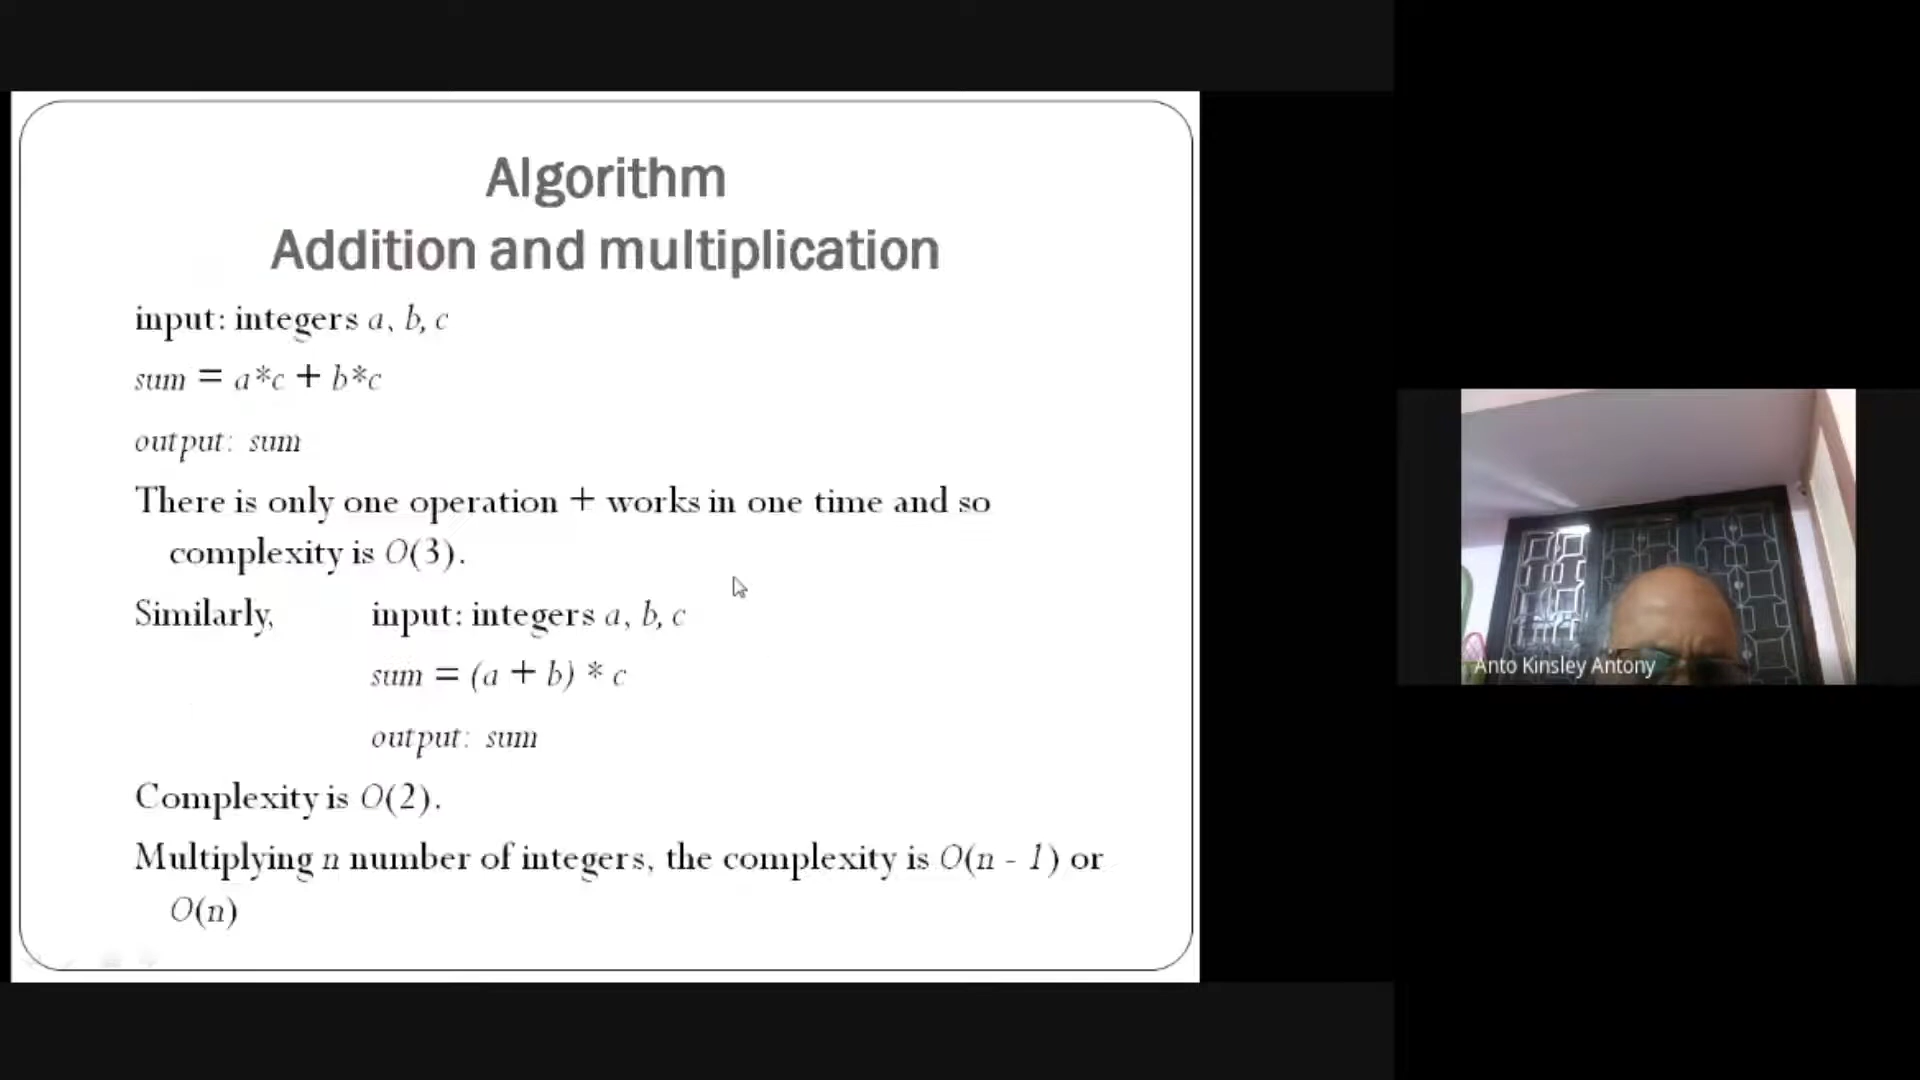 Algorithm
Addition and multiplication
input: integers a, b, c
sum = a*c + b*c
output: sum
There is only one operation + works in one time and so
complexity is O(3).
Similarly, input: integers a, b, c
sum = (a + b) * c
output: sum
Complexity is O(2).
Multiplying n number of integers, the complexity is O(n - 1) or
O(n)
Anto Kinsley Antony